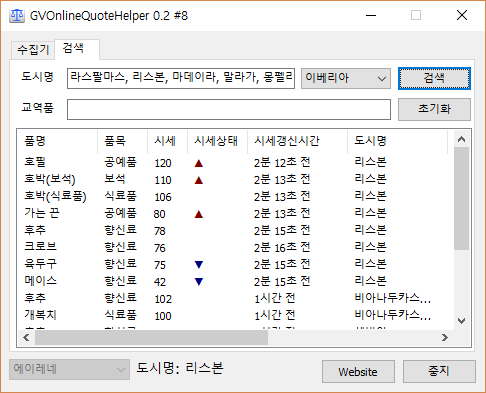 GVOnlineQuoteHelper 0.2 #8
수집기 검색
도시명 라스팔마스, 리스본, 마데이라, 말라가, 몽펠리 이베리아 검색
교역품 초기화
품명 품목 시세 시세상태 시세갱신시간 도시명
호필 공예품 120 ▲ 2분 12초 전 리스본
호박(보석) 보석 110 ▲ 2분 13초 전 리스본
호박(식료품) 식료품 106 2분 13초 전 리스본
가는 끈 공예품 80 ▲ 2분 13초 전 리스본
후추 향신료 78 2분 15초 전 리스본
크로브 향신료 76 2분 16초 전 리스본
육두구 향신료 75 ▼ 2분 15초 전 리스본
메이스 향신료 42 ▼ 2분 15초 전 리스본
후추 향신료 102 1시간 전 비아나두카스...
개복치 식료품 100 1시간 전 비아나두카스...
에이레네 도시명: 리스본 Website 중지